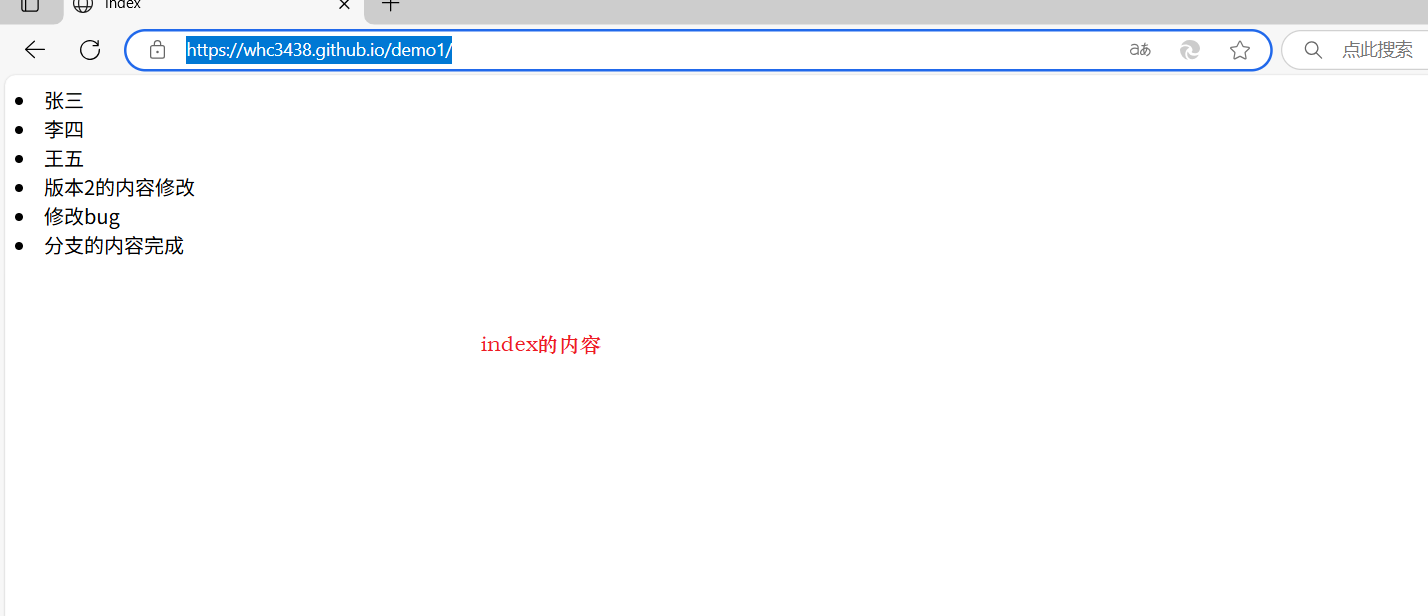 Index
https://whc3438.github.io/demo1/
aあ
点此搜索
张三
李四
王五
版本2的内容修改
修改bug
分支的内容完成
index的内容